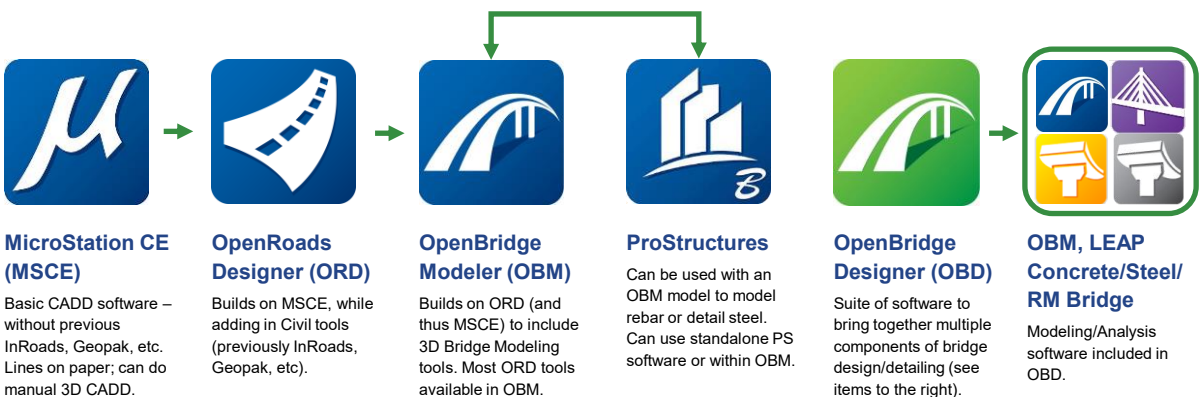 μ
B
MicroStation CE
(MSCE)
Basic CADD software –
without previous
InRoads, Geopak, etc.
Lines on paper; can do
manual 3D CADD.
OpenRoads
Designer (ORD)
Builds on MSCE, while
adding in Civil tools
(previously InRoads,
Geopak, etc).
OpenBridge
Modeler (OBM)
Builds on ORD (and
thus MSCE) to include
3D Bridge Modeling
tools. Most ORD tools
available in OBM.
ProStructures
Can be used with an
OBM model to model
rebar or detail steel.
Can use standalone PS
software or within OBM.
OpenBridge
Designer (OBD)
Suite of software to
bring together multiple
components of bridge
design/detailing (see
items to the right).
OBM, LEAP
Concrete/Steel/
RM Bridge
Modeling/Analysis
software included in
OBD.